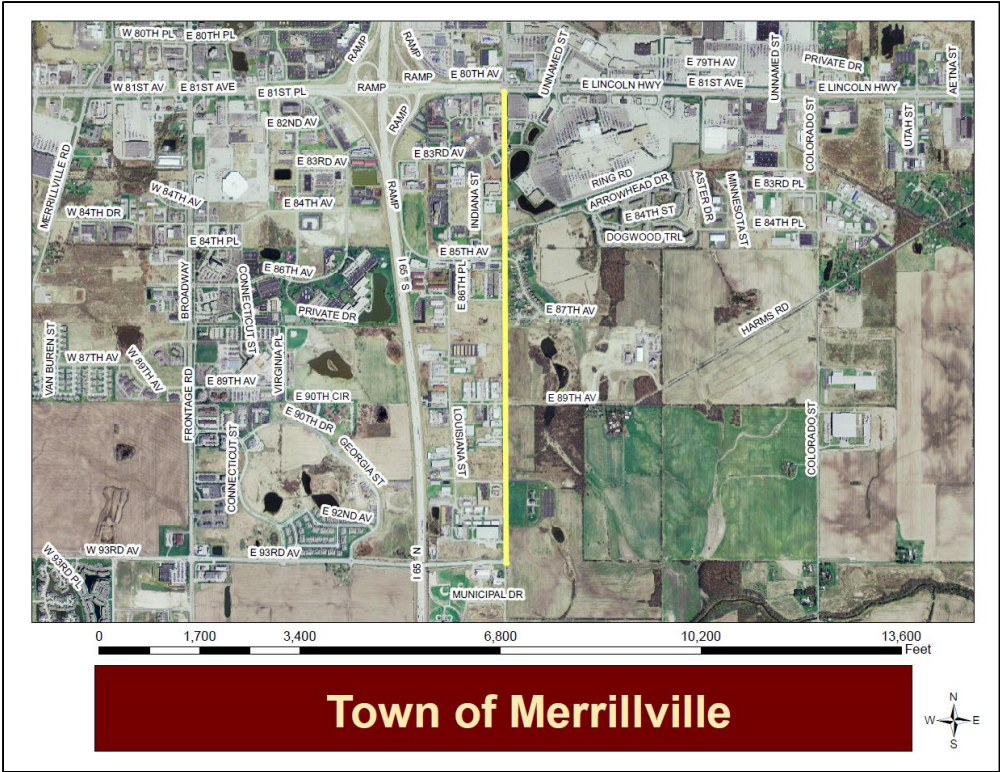 W 80TH PL
E 80TH PL
RAMP
RAMP
UNNAMED ST
E 79TH AV
UNNAMED ST
PRIVATE DR
AETNA ST
W 81ST AV
E 81ST AVE
E 81ST PL
RAMP
RAMP
E 80TH AV
E LINCOLN HWY
E 81ST AVE
E LINCOLN HWY
MERRILLVILLE RD
E 82ND AV
RAMP
COLORADO ST
UTAH ST
E 83RD AV
E 83RD AV
W 84TH AV
E 84TH AV
RAMP
INDIANA ST
RING RD
ARROWHEAD DR
ASTER DR
MINNESOTA ST
E 83RD PL
W 84TH DR
E 84TH ST
E 84TH PL
E 84TH PL
DOGWOOD TRL
E 85TH AV
BROADWAY
CONNECTICUT ST
E 86TH AV
I 65 S
E 86TH PL
PRIVATE DR
E 87TH AV
HARMS RD
VAN BUREN ST
W 87TH AV
W 89TH AV
VIRGINIA PL
E 89TH AV
FRONTAGE RD
E 90TH CIR
E 89TH AV
E 90TH DR
CONNECTICUT ST
GEORGIA ST
LOUISIANA ST
COLORADO ST
E 92ND AV
W 93RD AV
E 93RD AV
I 65 N
W 93RD PL
MUNICIPAL DR
0 1,700 3,400 6,800 10,200 13,600
Feet
Town of Merrillville
N
W E
S